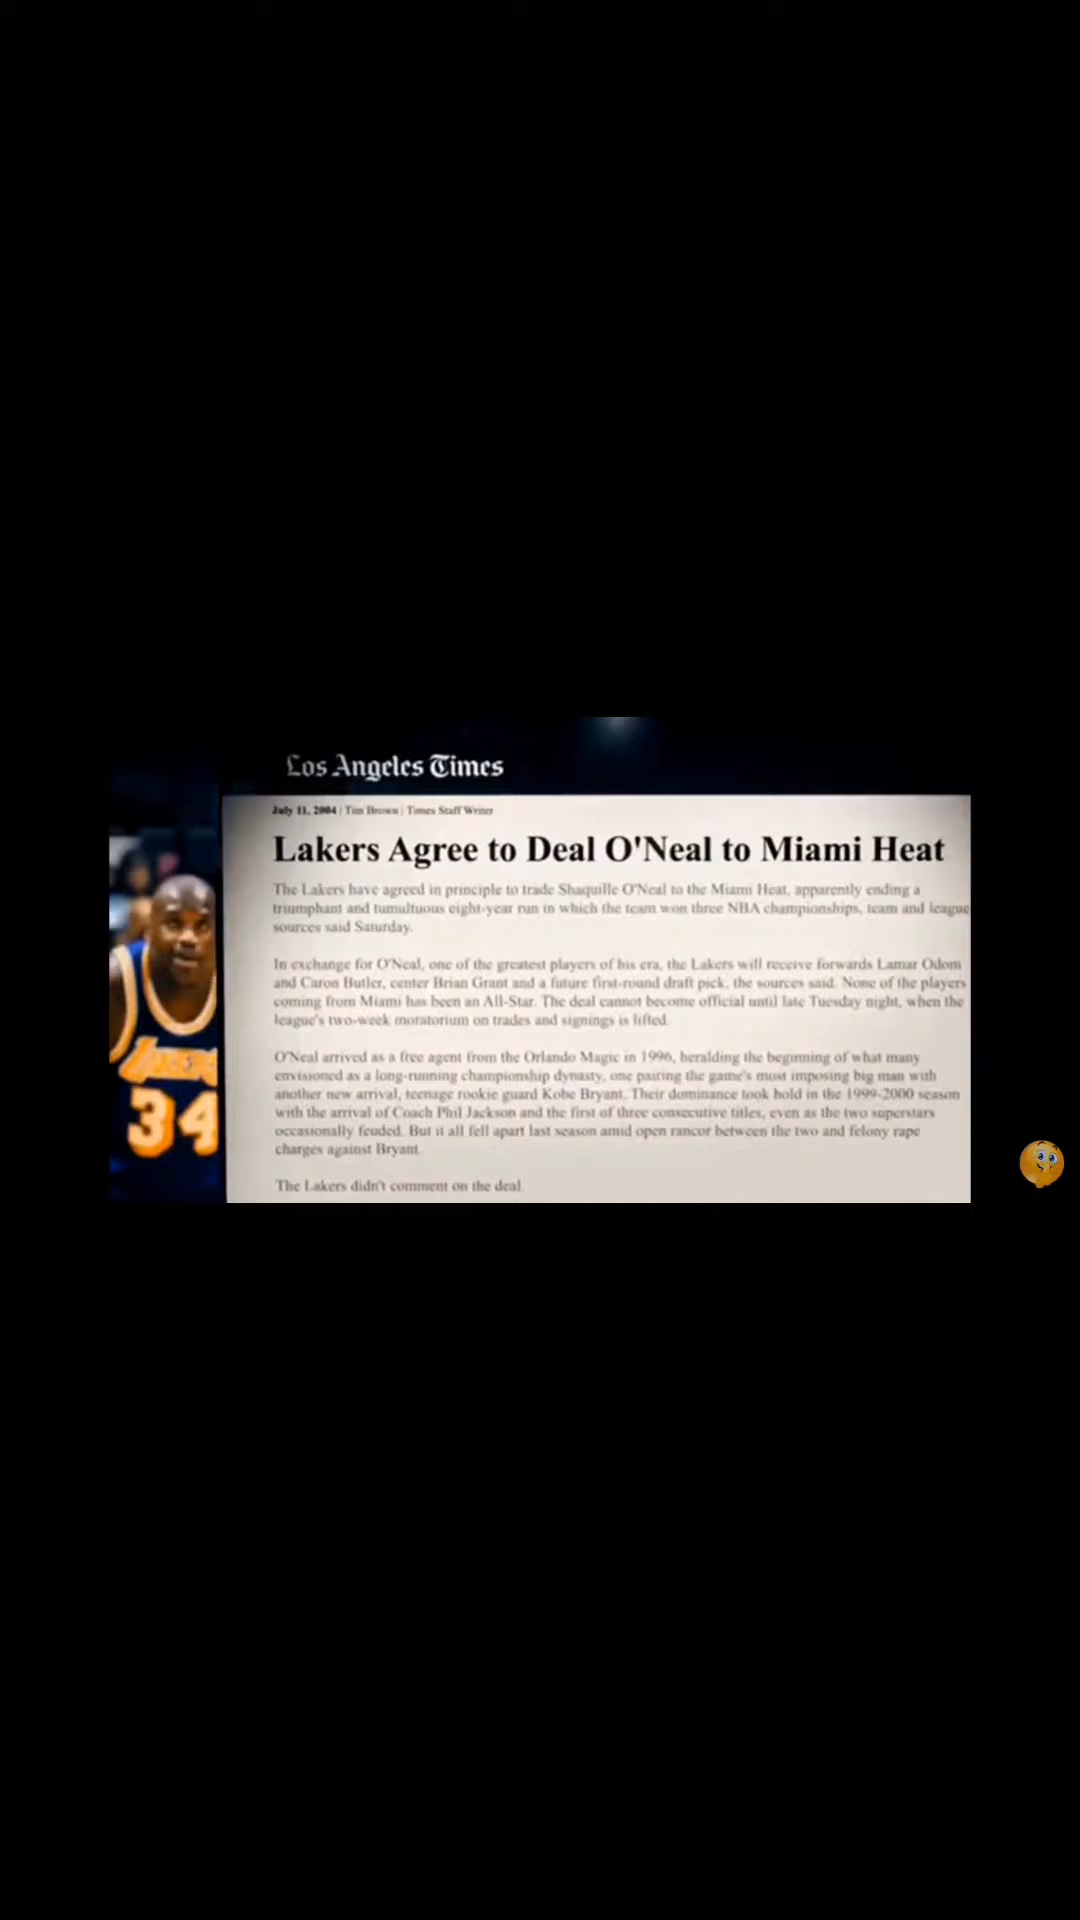 Los Angeles Times
July 11, 2004 | Tim Brown | Times Staff Writer
Lakers Agree to Deal O'Neal to Miami Heat
The Lakers have agreed in principle to trade Shaquille O'Neal to the Miami Heat, apparently ending a
triumphant and tumultuous eight-year run in which the team won three NBA championships, team and league
sources said Saturday.
In exchange for O'Neal, one of the greatest players of his era, the Lakers will receive forwards Lamar Odom
and Caron Butler, center Brian Grant and a future first-round draft pick, the sources said. None of the players
coming from Miami has been an All-Star. The deal cannot become official until late Tuesday night, when the
league's two-week moratorium on trades and signings is lifted.
O'Neal arrived as a free agent from the Orlando Magic in 1996, heralding the beginning of what many
envisioned as a long-running championship dynasty, one pairing the game's most imposing big man with
another new arrival, teenage rookie guard Kobe Bryant. Their dominance took hold in the 1999-2000 season
with the arrival of Coach Phil Jackson and the first of three consecutive titles, even as the two superstars
occasionally feuded. But it all fell apart last season amid open rancor between the two and felony rape
charges against Bryant.
The Lakers didn't comment on the deal.
LAKERS
34